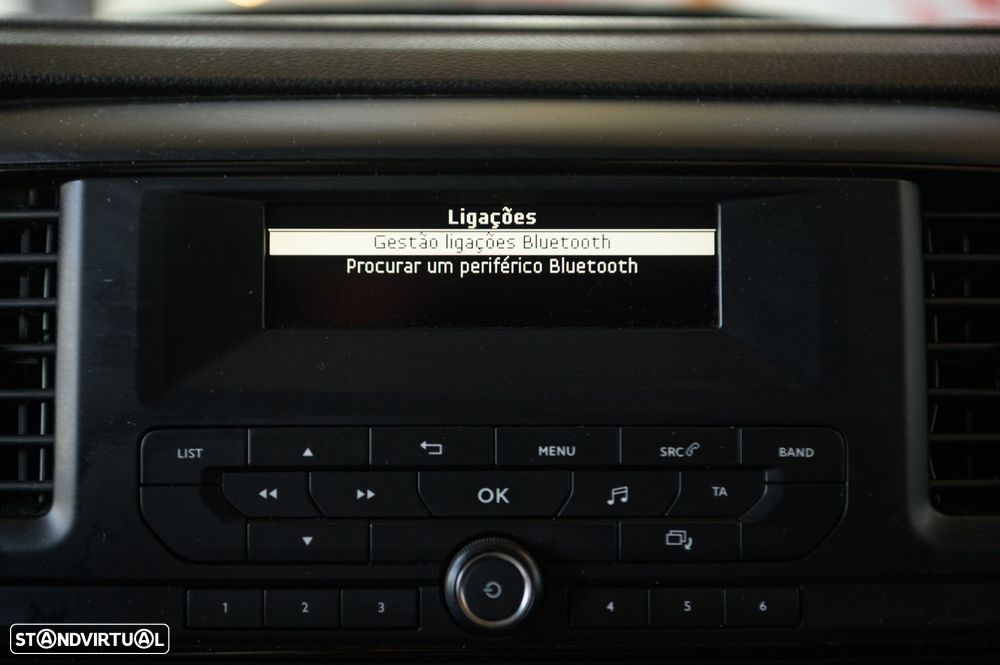 Ligações
Gestão ligações Bluetooth
Procurar um periférico Bluetooth
LIST
MENU
SRC
BAND
OK
TA
1 2 3 4 5 6
STANDVIRTUAL